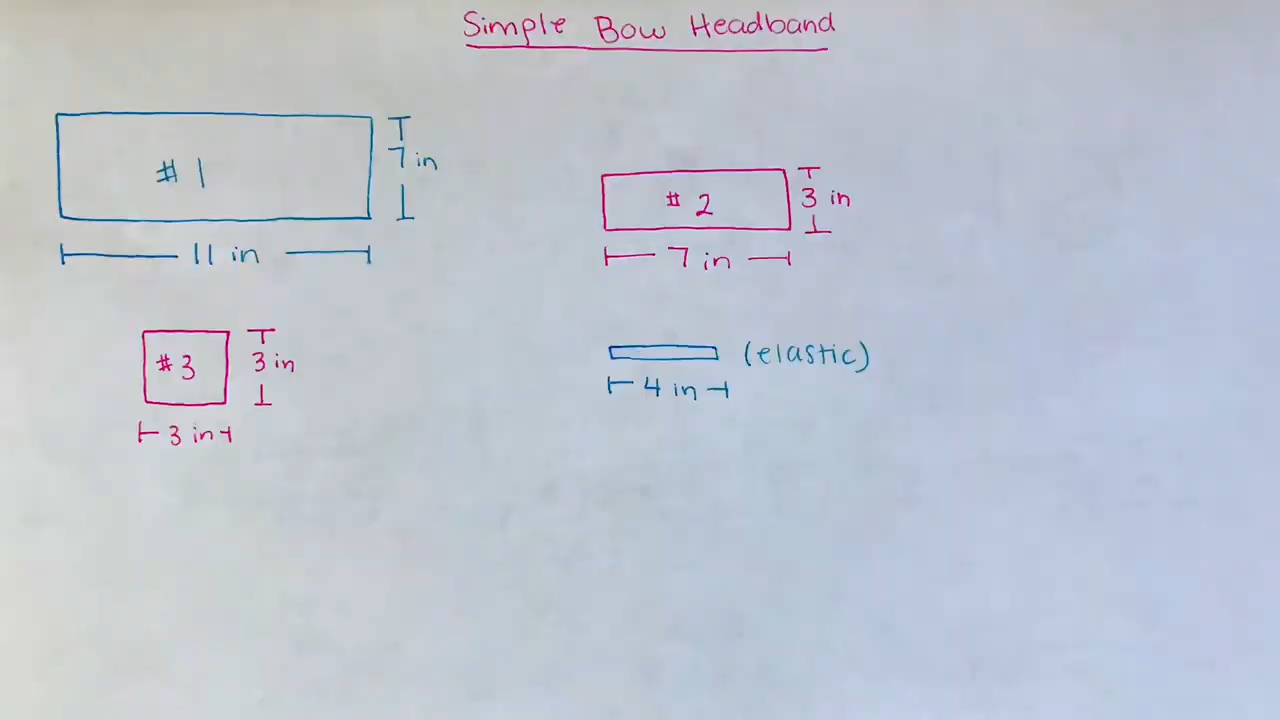 Simple Bow Headband
# 1
7 in
11 in
# 2
3 in
7 in
# 3
3 in
3 in
(elastic)
4 in